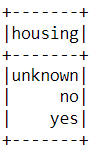 +-------+
|housing|
+-------+
|unknown|
|     no|
|    yes|
+-------+